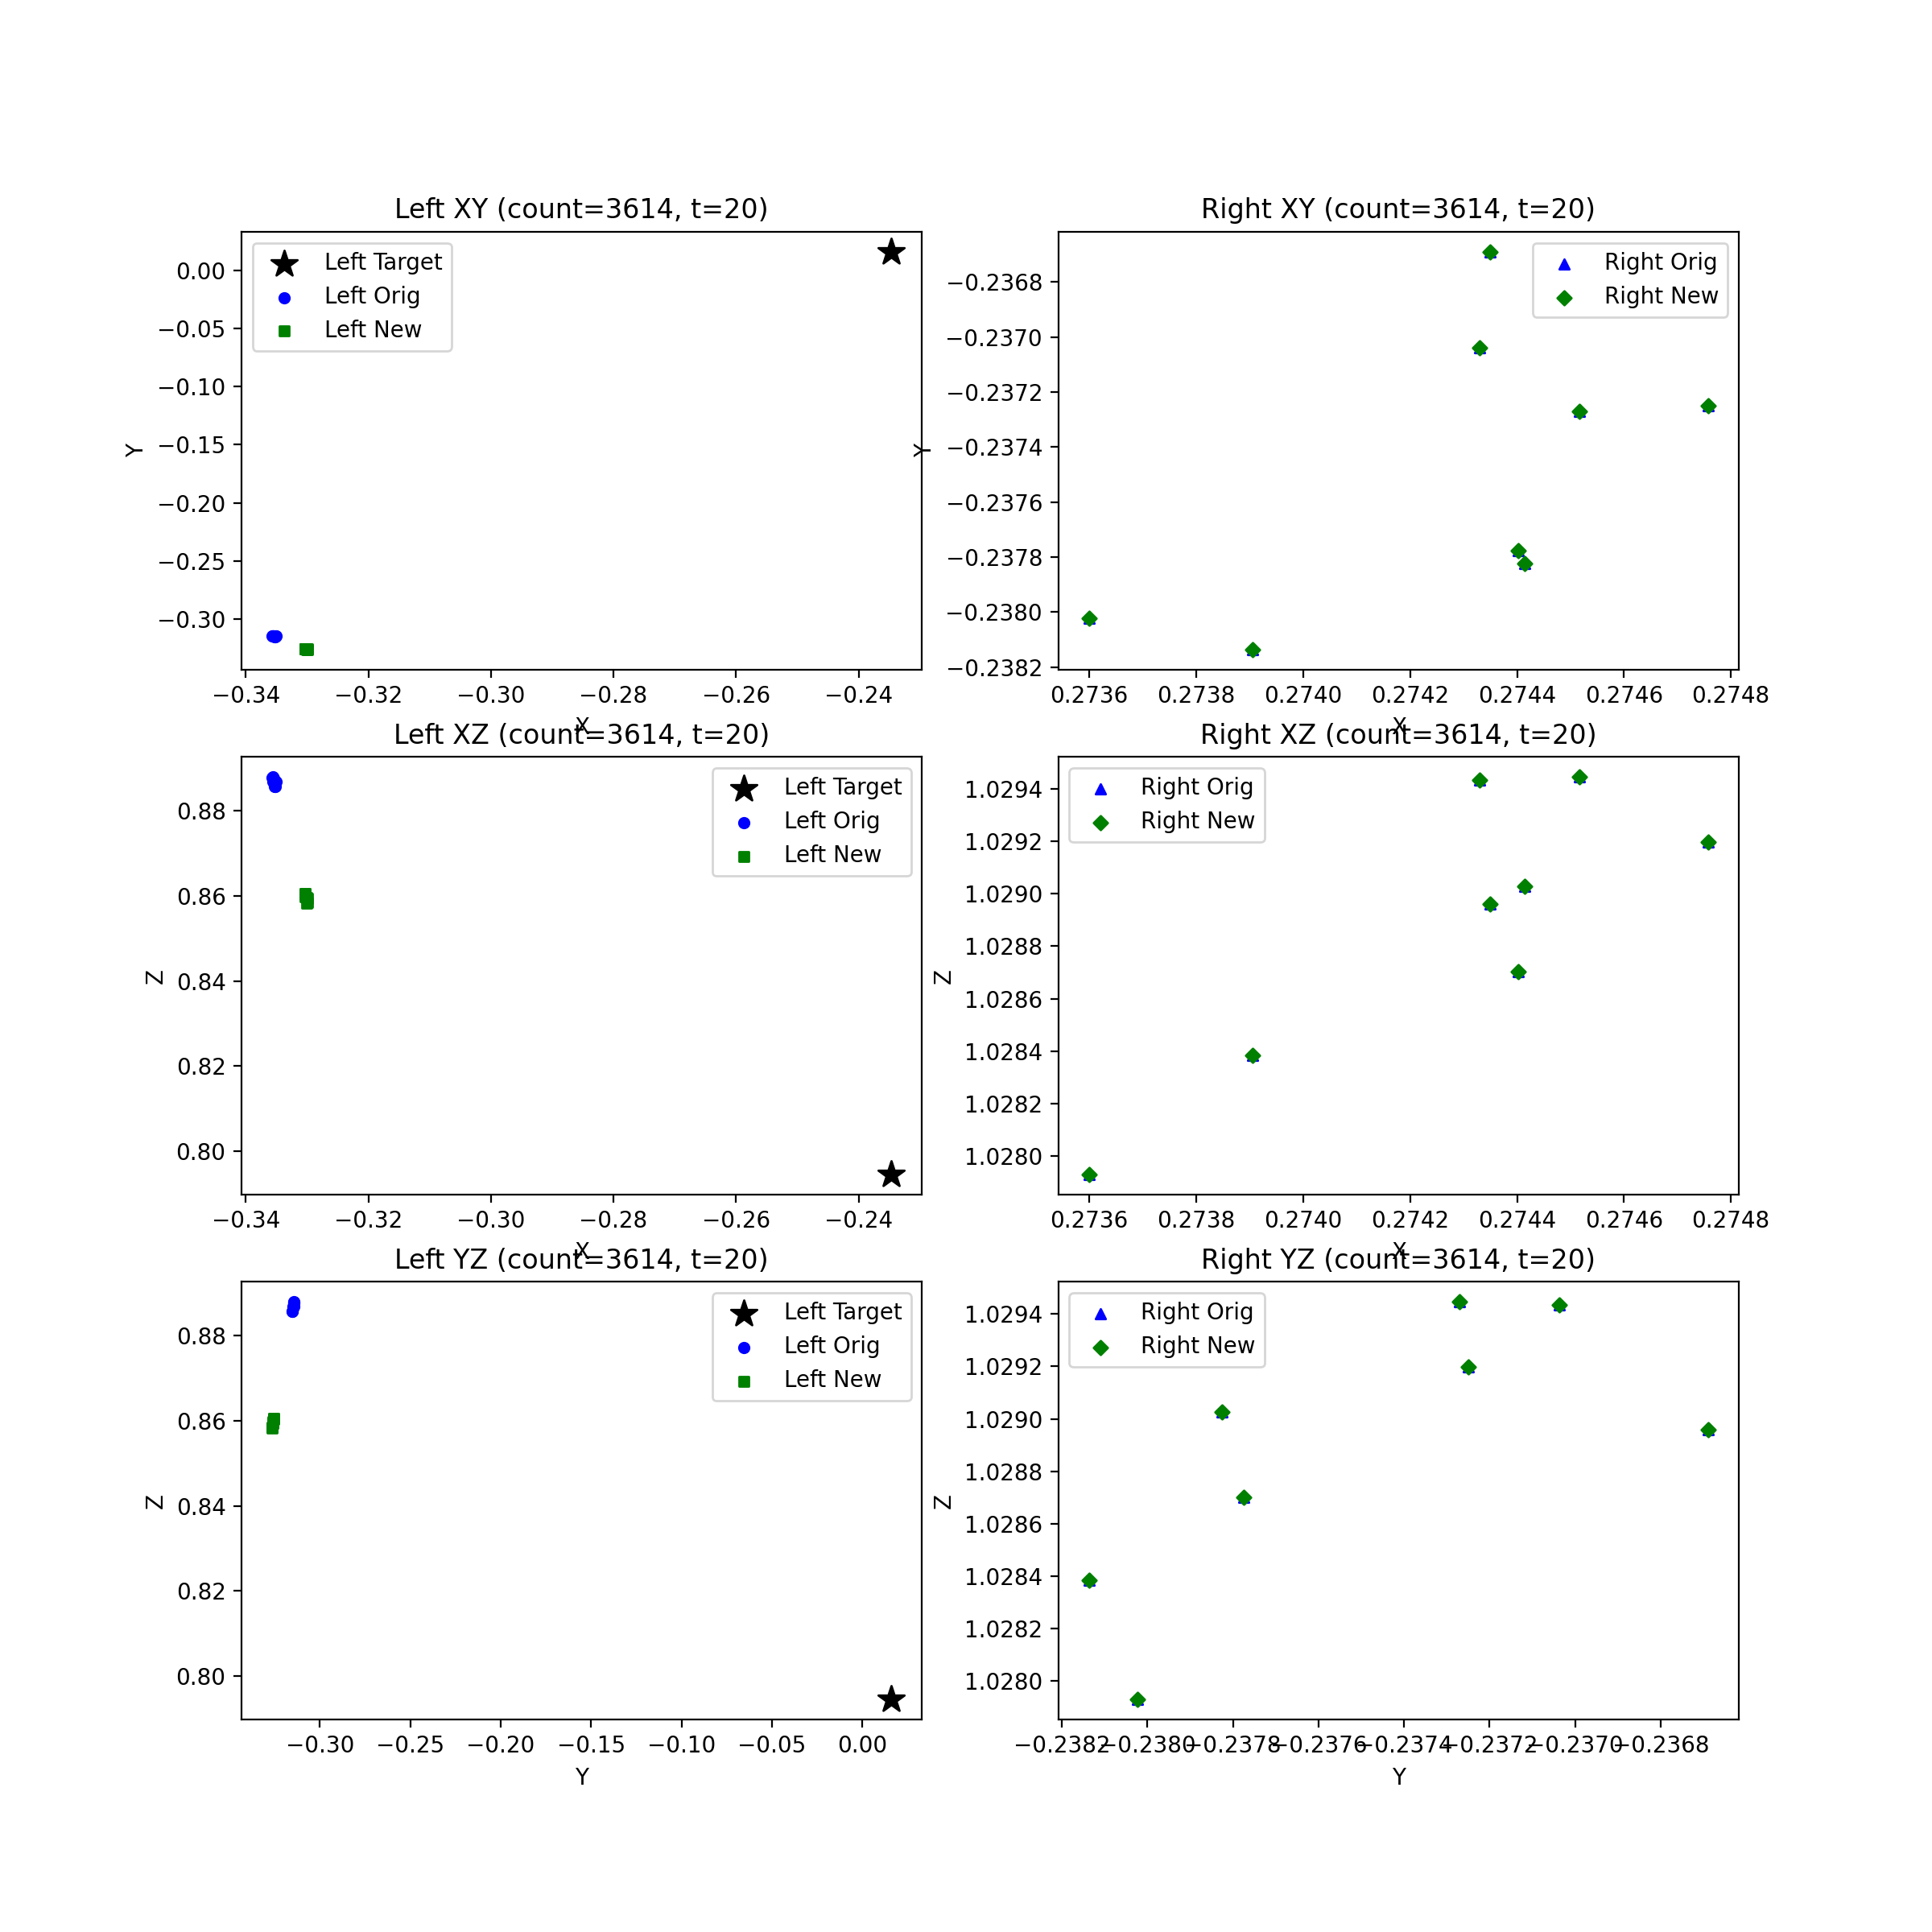 Left XY (count=3614, t=20)
Left Target
Left Orig
Left New
0.00
−0.05
−0.10
−0.15
−0.20
−0.25
−0.30
Y
−0.34 −0.32 −0.30 −0.28 −0.26 −0.24
X
Right XY (count=3614, t=20)
Right Orig
Right New
−0.2368
−0.2370
−0.2372
−0.2374
−0.2376
−0.2378
−0.2380
−0.2382
Y
0.2736 0.2738 0.2740 0.2742 0.2744 0.2746 0.2748
X
Left XZ (count=3614, t=20)
Left Target
Left Orig
Left New
0.88
0.86
0.84
0.82
0.80
Z
−0.34 −0.32 −0.30 −0.28 −0.26 −0.24
X
Right XZ (count=3614, t=20)
Right Orig
Right New
1.0294
1.0292
1.0290
1.0288
1.0286
1.0284
1.0282
1.0280
Z
0.2736 0.2738 0.2740 0.2742 0.2744 0.2746 0.2748
X
Left YZ (count=3614, t=20)
Left Target
Left Orig
Left New
0.88
0.86
0.84
0.82
0.80
Z
−0.30 −0.25 −0.20 −0.15 −0.10 −0.05 0.00
Y
Right YZ (count=3614, t=20)
Right Orig
Right New
1.0294
1.0292
1.0290
1.0288
1.0286
1.0284
1.0282
1.0280
Z
−0.2382 −0.2380 −0.2378 −0.2376 −0.2374 −0.2372 −0.2370 −0.2368
Y